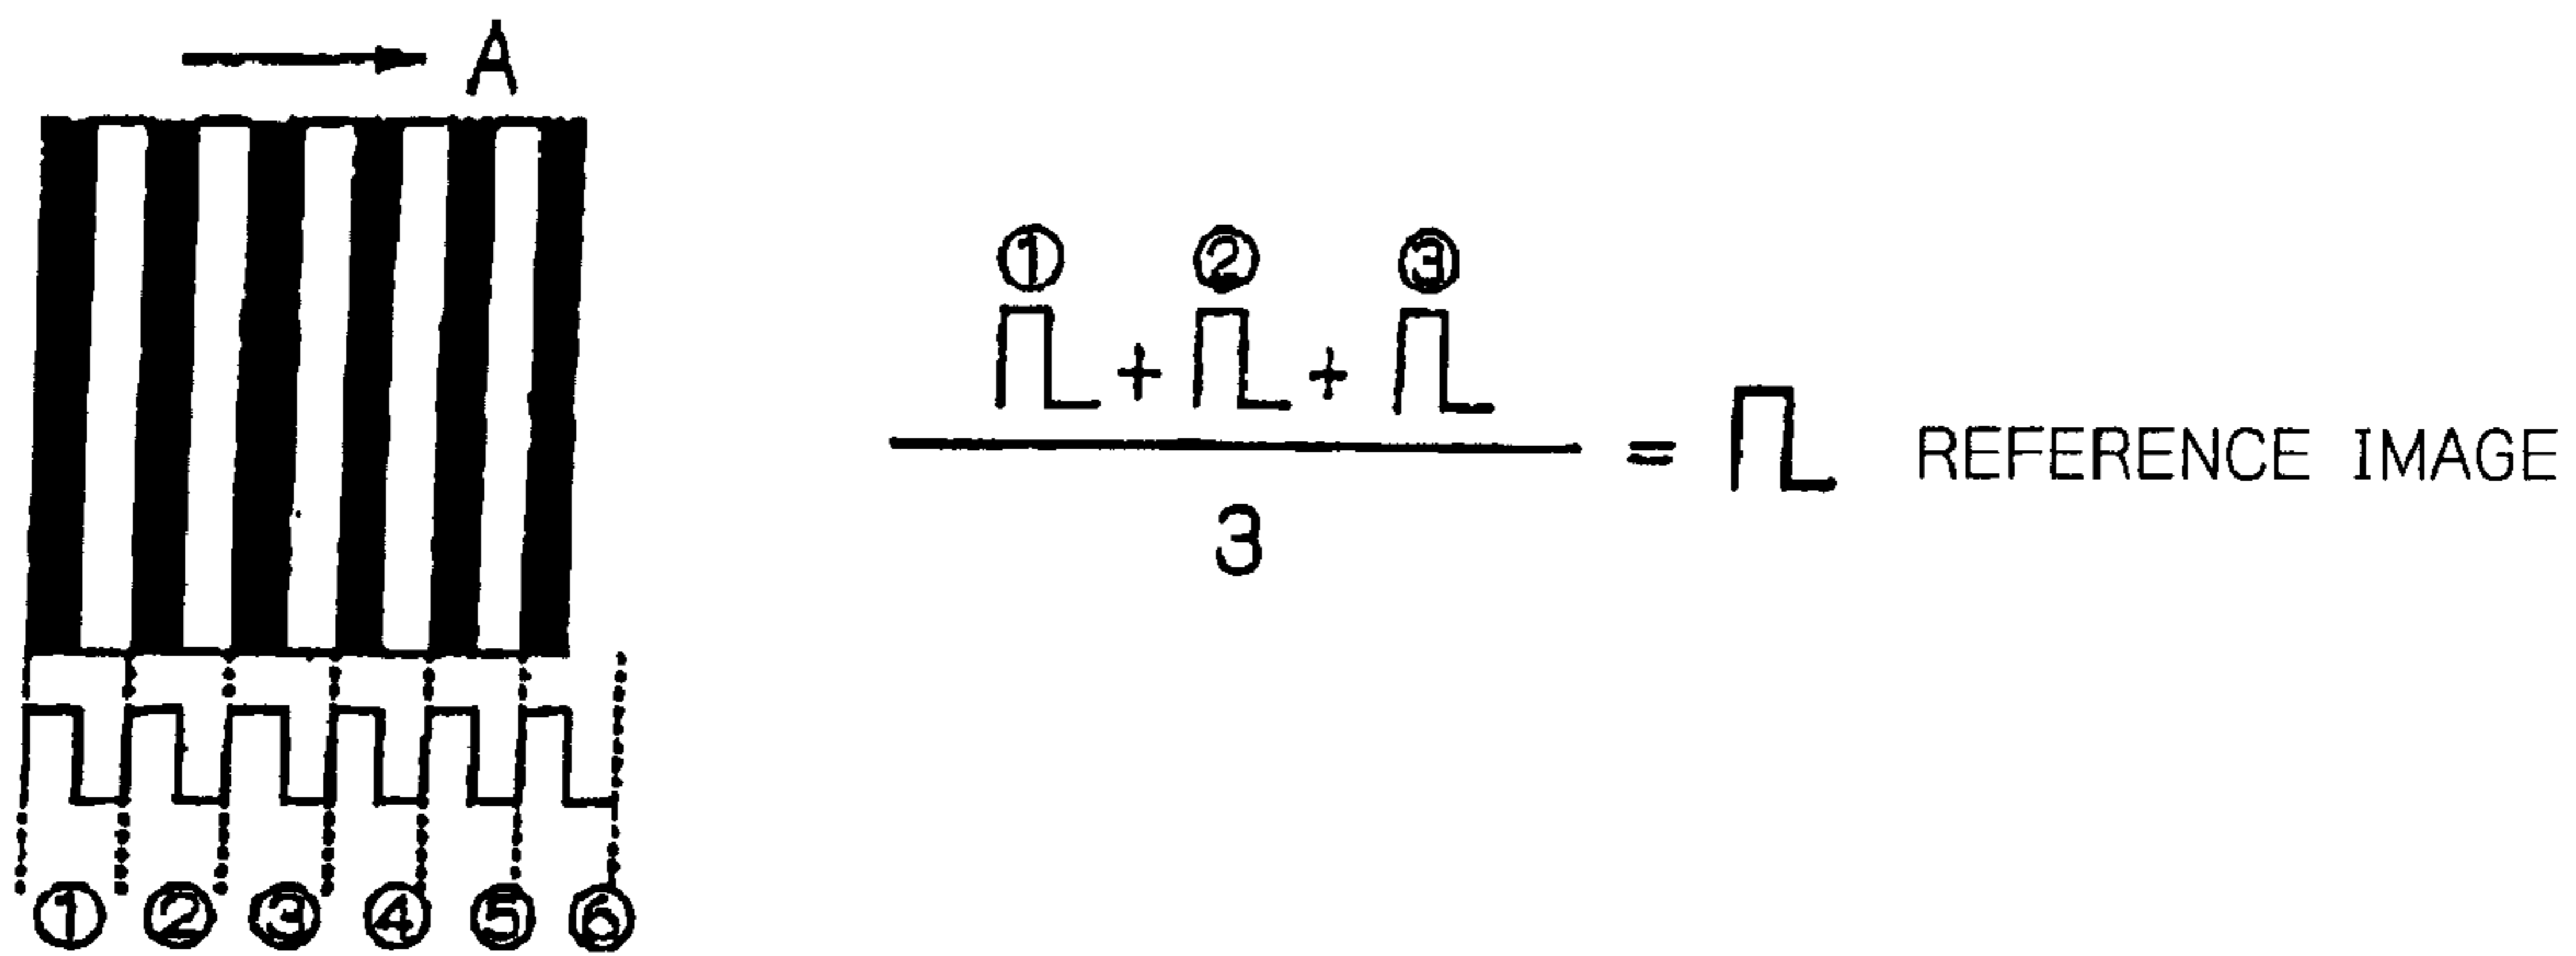 A
① + ② + ③
3
= REFERENCE IMAGE
① ② ③ ④ ⑤ ⑥